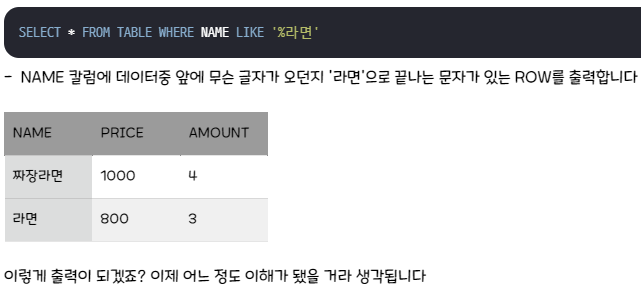 SELECT * FROM TABLE WHERE NAME LIKE '%라면'
- NAME 칼럼에 데이터중 앞에 무슨 글자가 오던지 '라면'으로 끝나는 문자가 있는 ROW를 출력합니다
NAME PRICE AMOUNT
짜장라면 1000 4
라면 800 3
이렇게 출력이 되겠죠? 이제 어느 정도 이해가 됐을 거라 생각됩니다